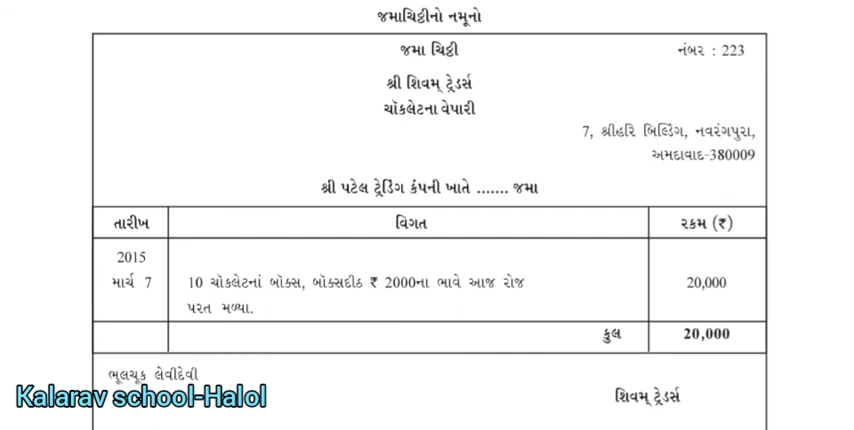 જમાચિટ્ઠીનો નમૂનો
જમા ચિટ્ઠી નંબર : 223
શ્રી શિવમ્ ટ્રેડર્સ
ચૉકલેટના વેપારી
7, શ્રીહરિ બિલ્ડિંગ, નવરંગપુરા,
અમદાવાદ-380009
શ્રી પટેલ ટ્રેડિંગ કંપની ખાતે ....... જમા
તારીખ વિગત ૨કમ (₹)
2015
માર્ચ 7 10 ચૉકલેટનાં બૉક્સ, બૉક્સદીઠ ₹ 2000ના ભાવે આજ રોજ 20,000
પરત મળ્યા.
કુલ 20,000
ભૂલચૂક લેવીદેવી
Kalarav school-Halol
શિવમ્ ટ્રેડર્સ